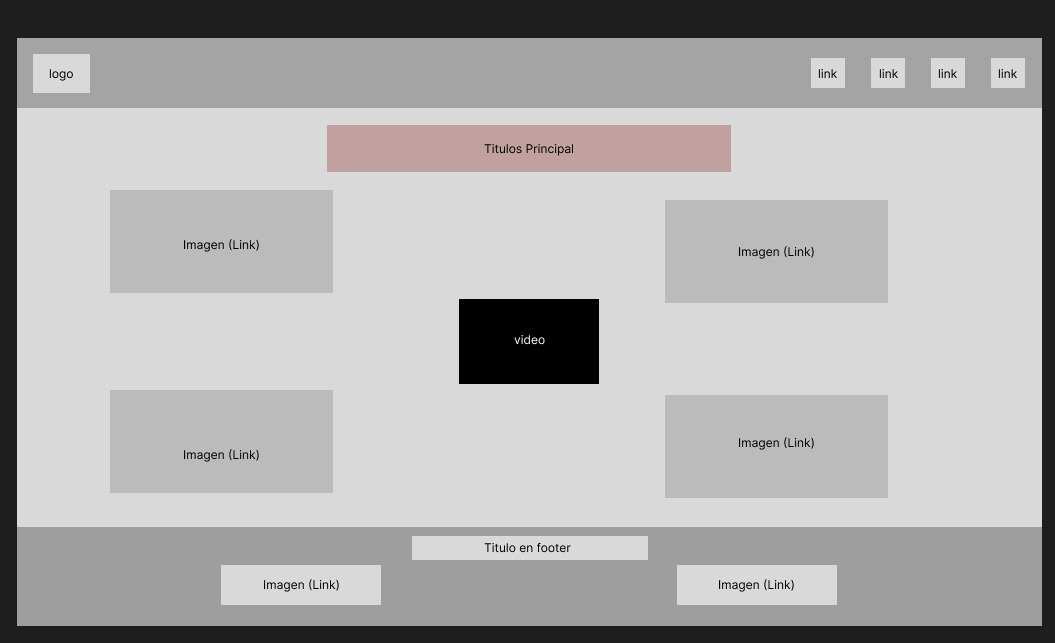 logo
link
link
link
link
Titulos Principal
Imagen (Link)
Imagen (Link)
video
Imagen (Link)
Imagen (Link)
Titulo en footer
Imagen (Link)
Imagen (Link)